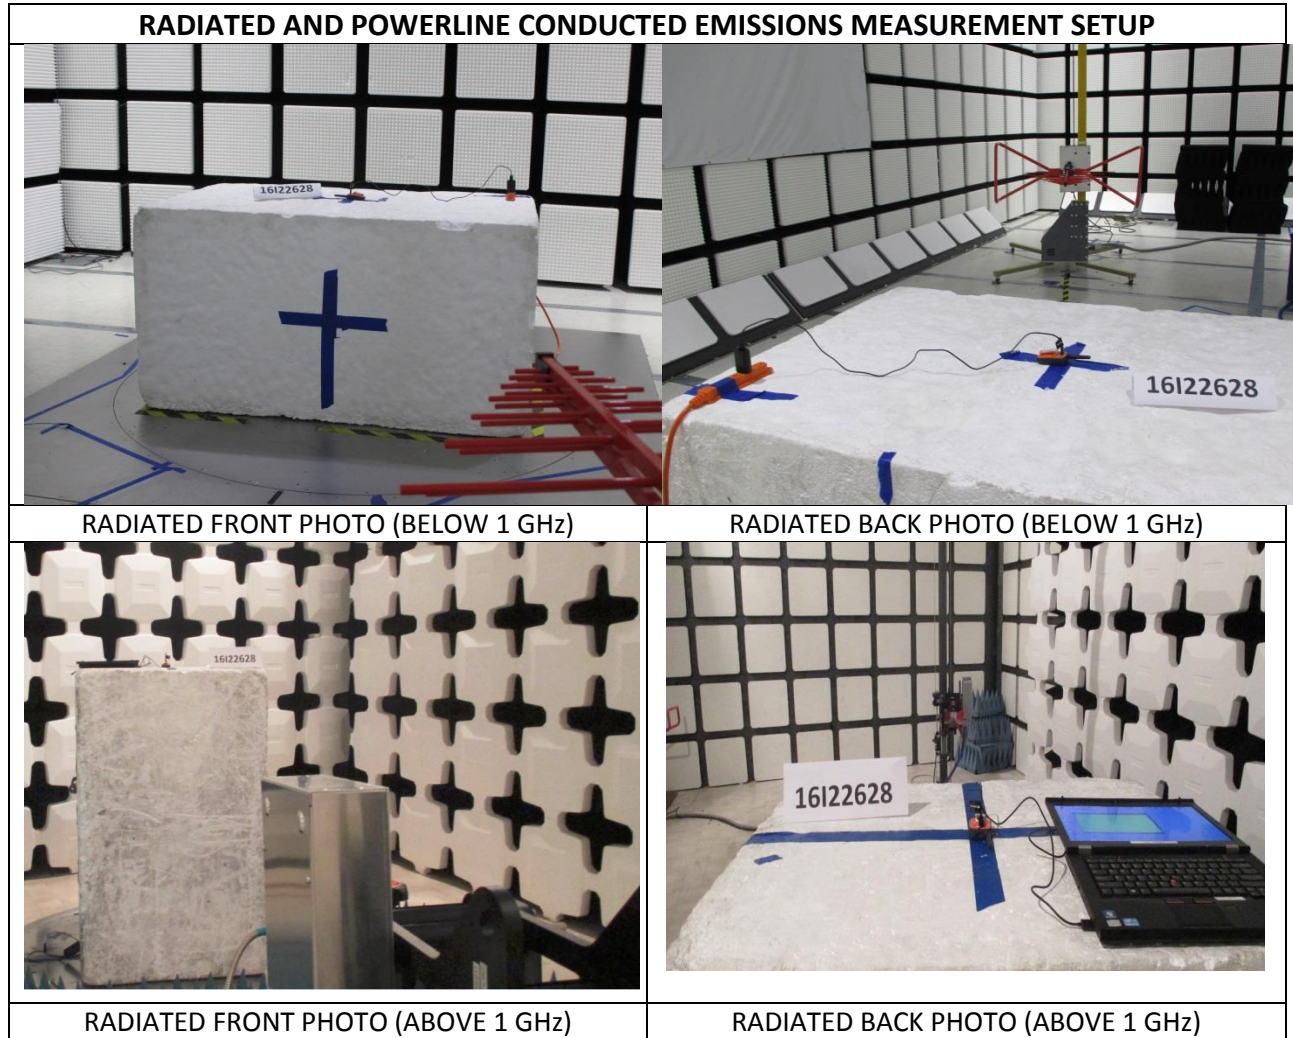 RADIATED AND POWERLINE CONDUCTED EMISSIONS MEASUREMENT SETUP
16I22628
16I22628
RADIATED FRONT PHOTO (BELOW 1 GHz)
RADIATED BACK PHOTO (BELOW 1 GHz)
16I22628
16I22628
RADIATED FRONT PHOTO (ABOVE 1 GHz)
RADIATED BACK PHOTO (ABOVE 1 GHz)